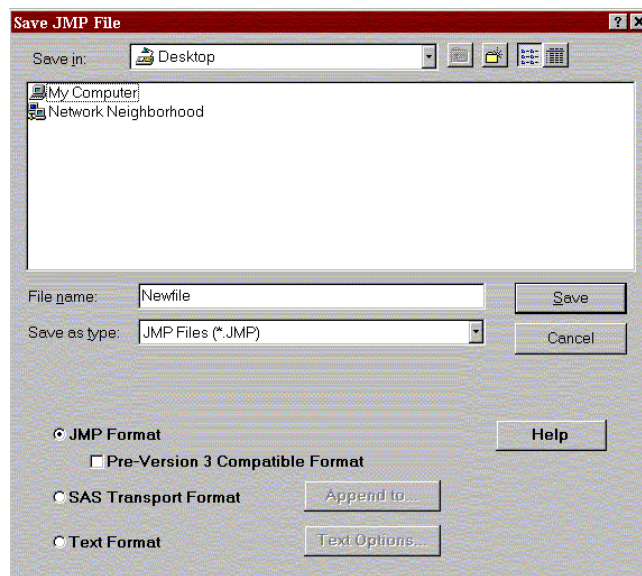 Save JMP File
Save in: Desktop
My Computer
Network Neighborhood
File name: Newfile Save
Save as type: JMP Files (*.JMP) Cancel
JMP Format Help
Pre-Version 3 Compatible Format
SAS Transport Format Append to...
Text Format Text Options...